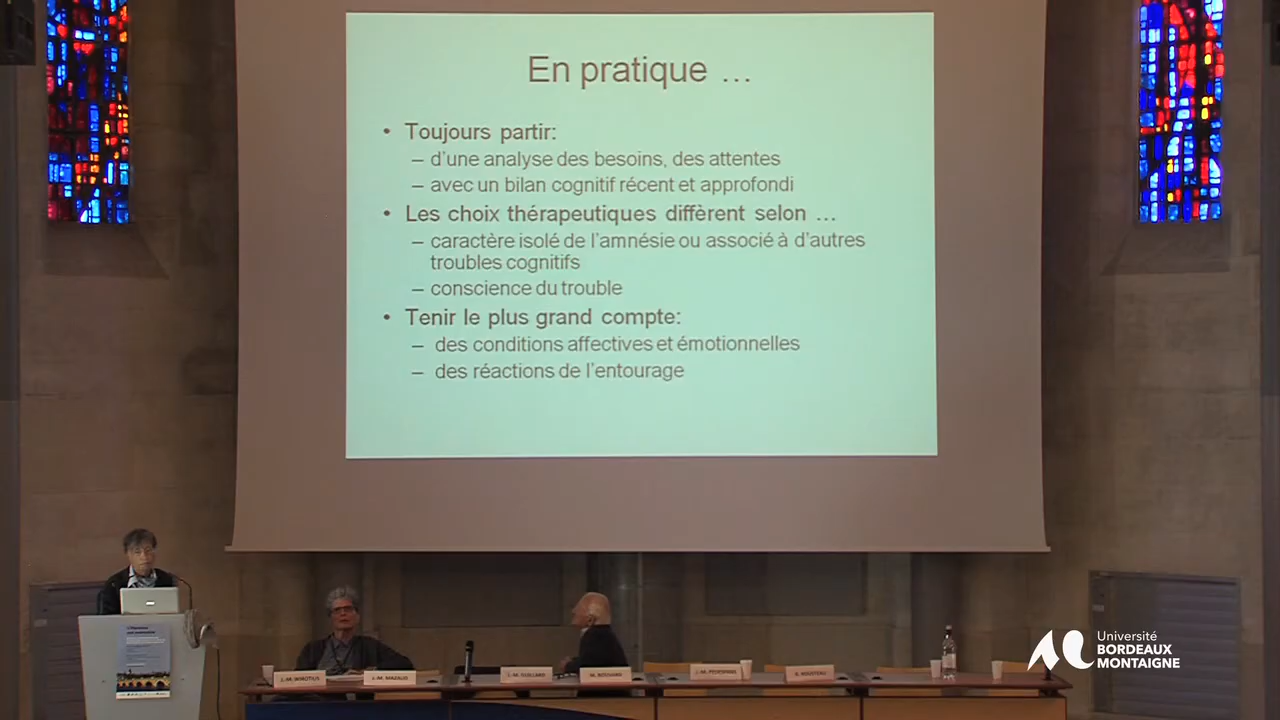 En pratique …
• Toujours partir:
– d'une analyse des besoins, des attentes
– avec un bilan cognitif récent et approfondi
• Les choix thérapeutiques diffèrent selon …
– caractère isolé de l'amnésie ou associé à d'autres
troubles cognitifs
– conscience du trouble
• Tenir le plus grand compte:
– des conditions affectives et émotionnelles
– des réactions de l'entourage
J.-M. MAZAUX
Université
BORDEAUX
MONTAIGNE